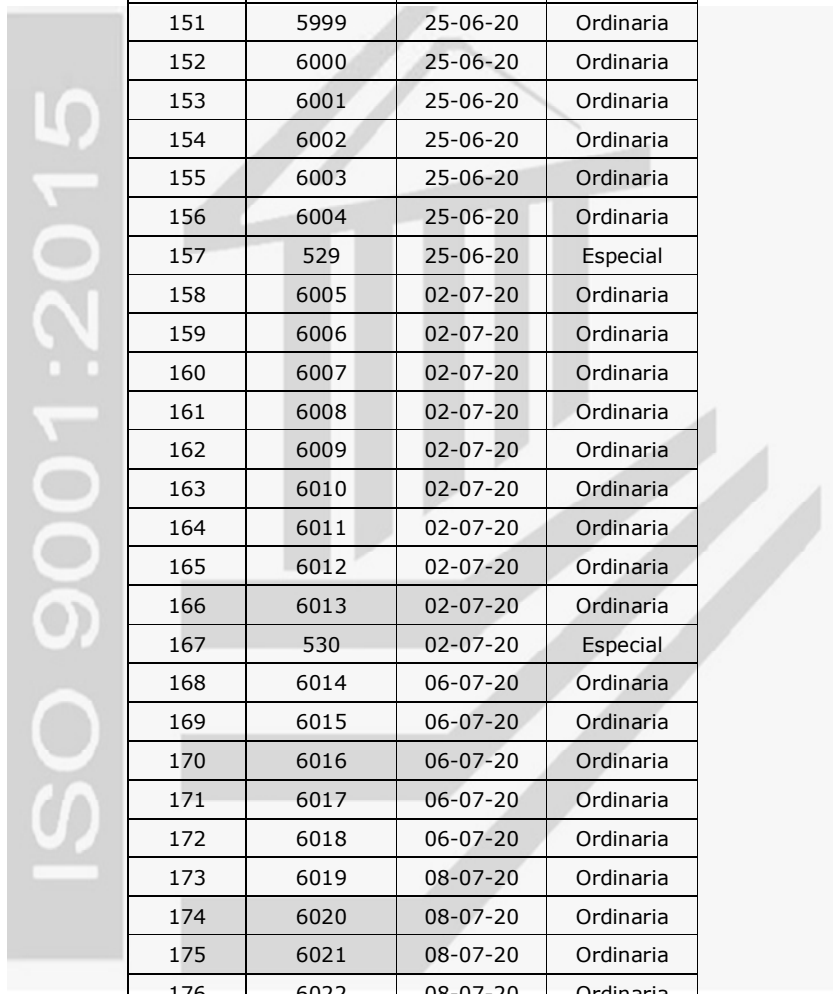 ISO 9001:2015
151 5999 25-06-20 Ordinaria
152 6000 25-06-20 Ordinaria
153 6001 25-06-20 Ordinaria
154 6002 25-06-20 Ordinaria
155 6003 25-06-20 Ordinaria
156 6004 25-06-20 Ordinaria
157 529 25-06-20 Especial
158 6005 02-07-20 Ordinaria
159 6006 02-07-20 Ordinaria
160 6007 02-07-20 Ordinaria
161 6008 02-07-20 Ordinaria
162 6009 02-07-20 Ordinaria
163 6010 02-07-20 Ordinaria
164 6011 02-07-20 Ordinaria
165 6012 02-07-20 Ordinaria
166 6013 02-07-20 Ordinaria
167 530 02-07-20 Especial
168 6014 06-07-20 Ordinaria
169 6015 06-07-20 Ordinaria
170 6016 06-07-20 Ordinaria
171 6017 06-07-20 Ordinaria
172 6018 06-07-20 Ordinaria
173 6019 08-07-20 Ordinaria
174 6020 08-07-20 Ordinaria
175 6021 08-07-20 Ordinaria
176 6022 08-07-20 Ordinaria